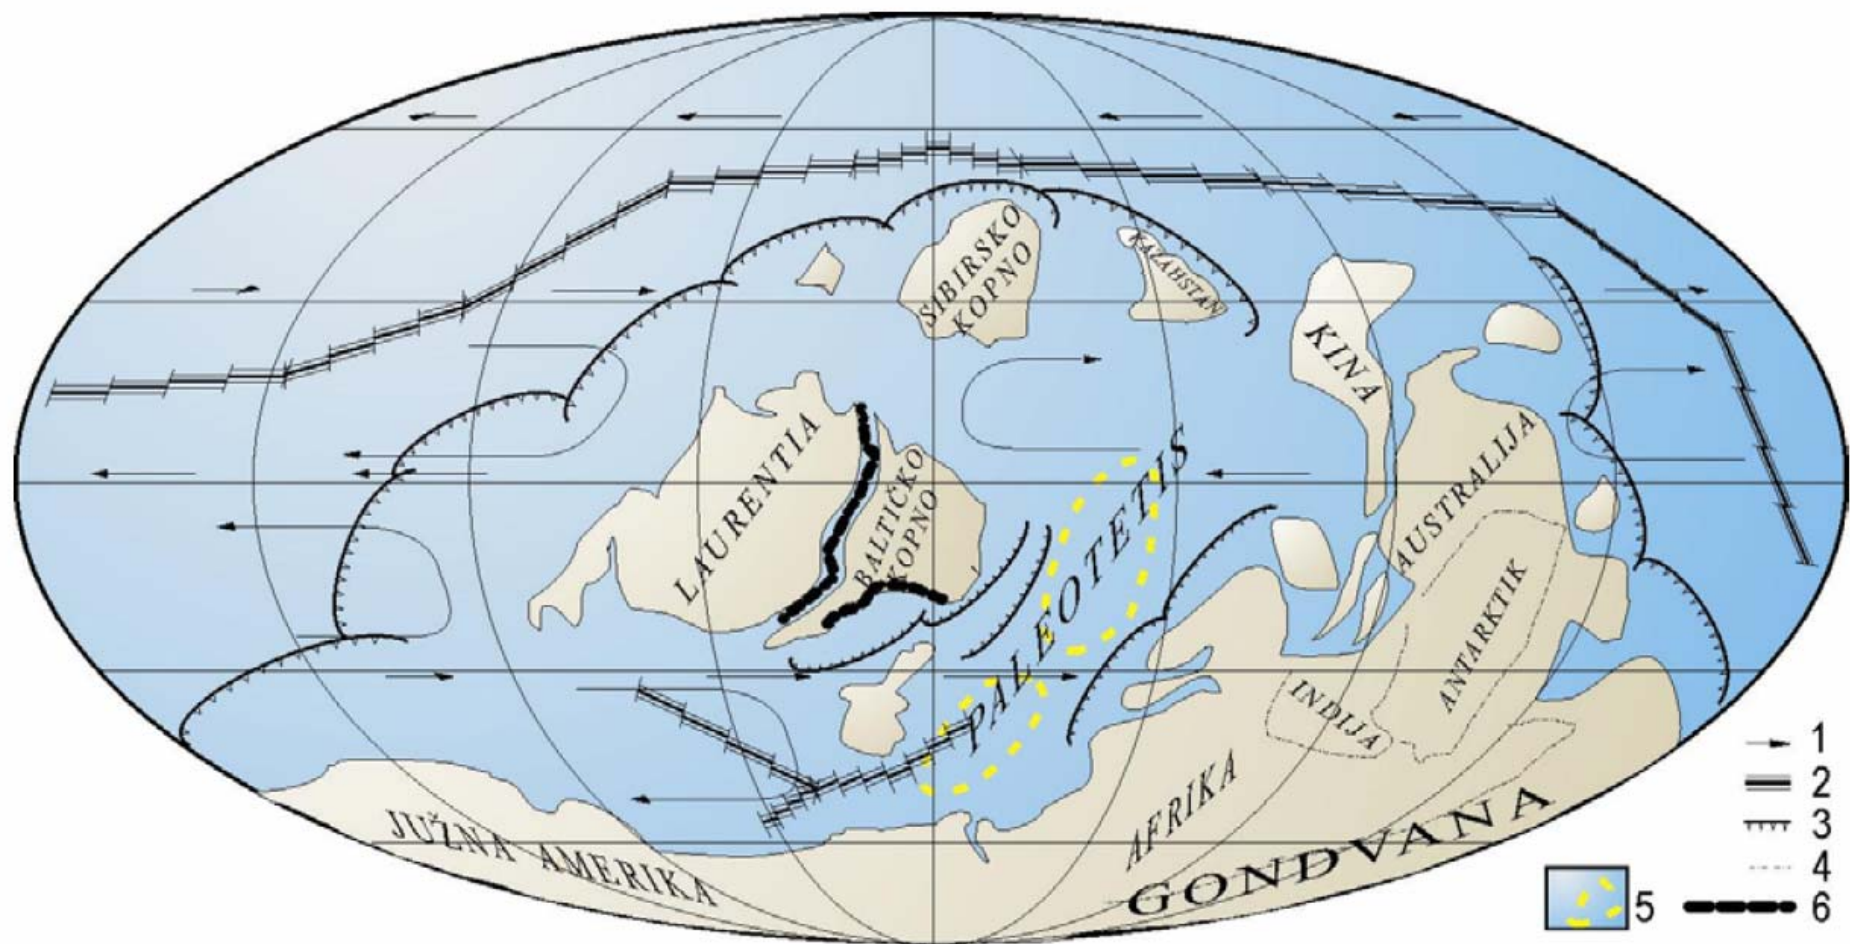 SIBIRSKO
KOPNO
KAZAHSTAN
KINA
LAURENTIA
BALTIČKO
KOPNO
PALEOTETIS
AUSTRALIJA
ANTARKTIK
INDIJA
AFRIKA
JUŽNA AMERIKA
GONDVANA
1
2
3
4
5
6